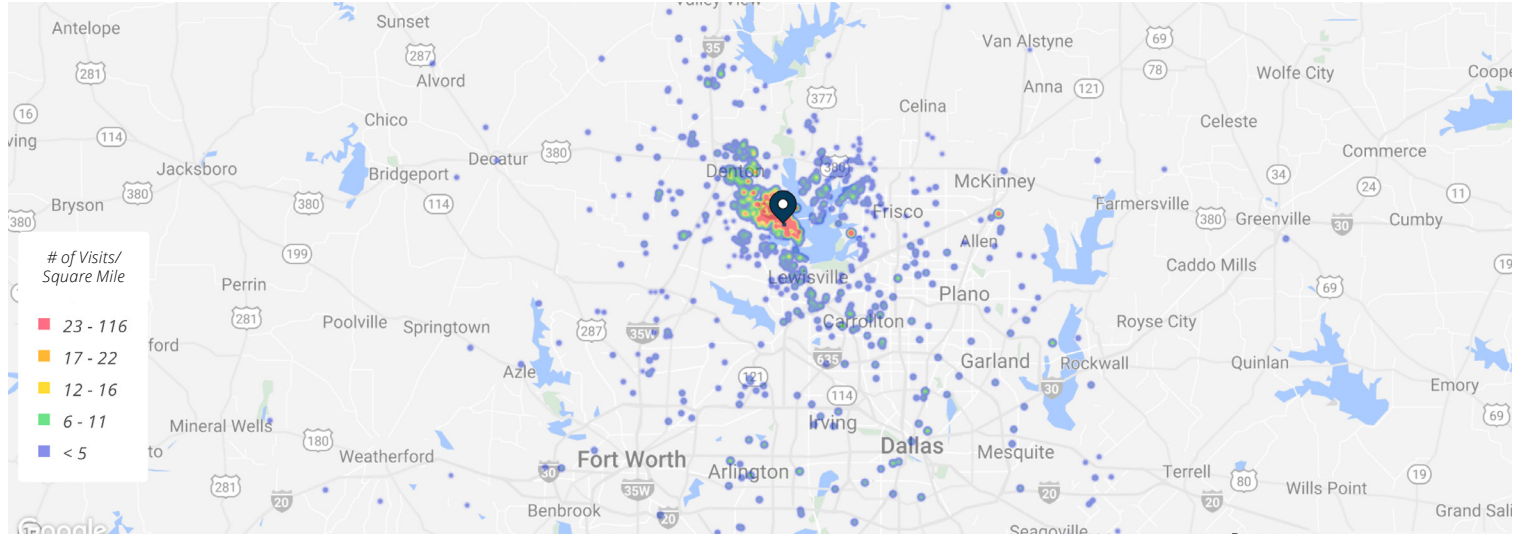 Valley View
Sunset
Antelope
Van Alstyne
69
35
287
281
78
Wolfe City
Alvord
Coope
Anna
121
377
Celina
16
Chico
Celeste
114
ving
380
Commerce
Decatur
Jacksboro
380
Denton
Bridgeport
34
McKinney
24
11
380
Bryson
380
114
Farmersville
Frisco
380
380
Greenville
30
Cumby
# of Visits/
Square Mile
Allen
199
Caddo Mills
19
Lewisville
Perrin
69
Plano
23 - 116
281
Poolville
Springtown
287
35W
Carrollton
Royse City
ford
17 - 22
635
Garland
Rockwall
Quinlan
Azle
121
12 - 16
30
Emory
114
6 - 11
69
Irving
Mineral Wells
180
Dallas
< 5
to
Weatherford
Fort Worth
Mesquite
Arlington
30
Terrell
19
80
281
35W
20
20
20
Wills Point
Benbrook
20
Grand Sali
Google
Seagoville